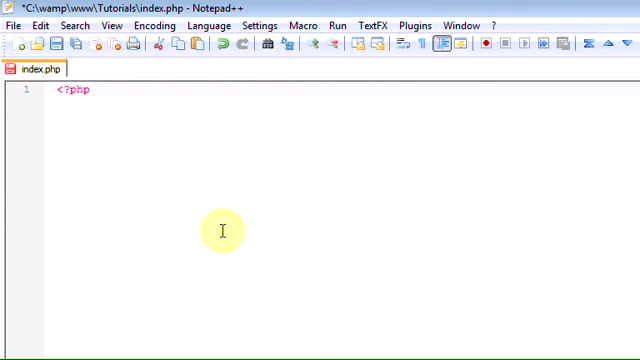 *C:\wamp\www\Tutorials\index.php - Notepad++
File Edit Search View Encoding Language Settings Macro Run TextFX Plugins Window ?
index.php
1 <?php